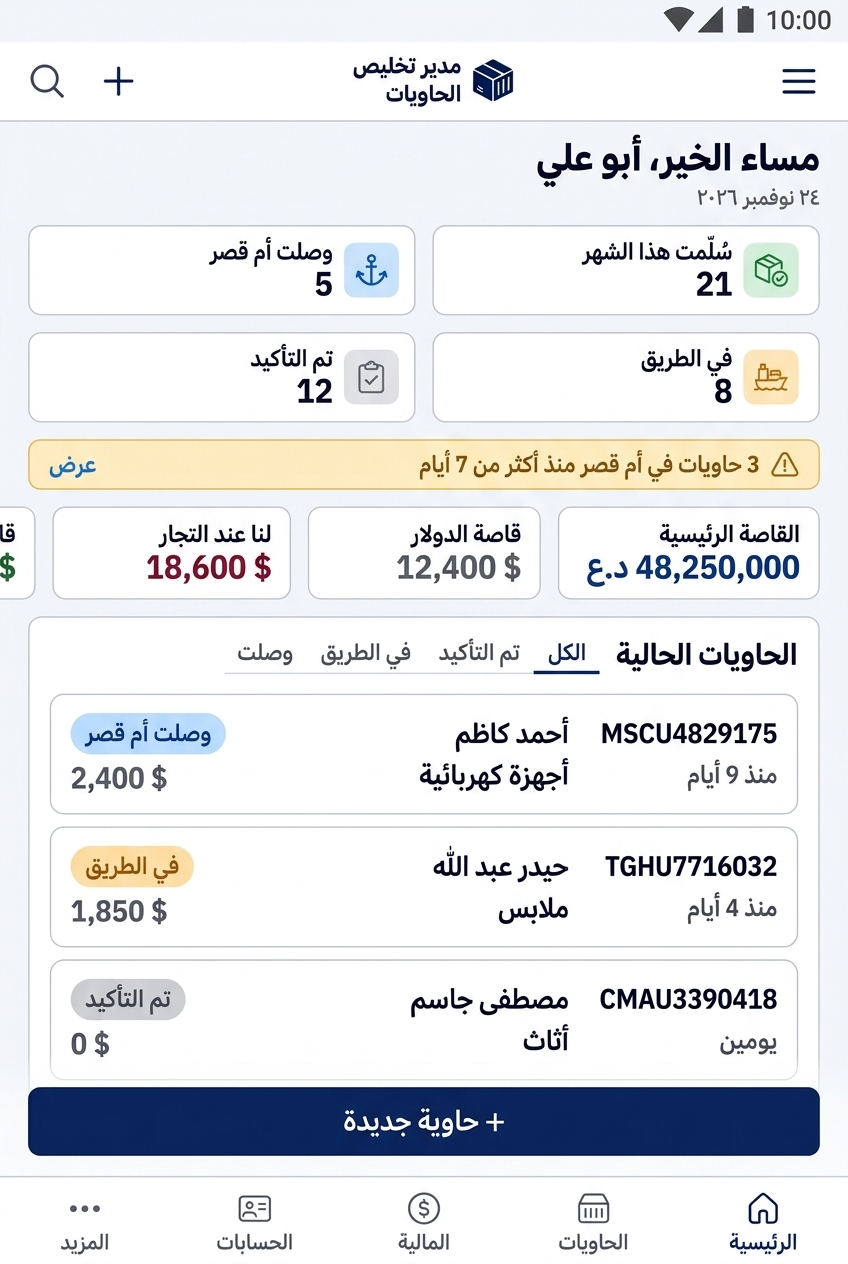 10:00
مدير تخليص
الحاويات
مساء الخير، أبو علي
٢٤ نوفمبر ٢٠٢٦
سُلّمت هذا الشهر
21
وصلت أم قصر
5
في الطريق
8
تم التأكيد
12
3 حاويات في أم قصر منذ أكثر من 7 أيام
عرض
القاصة الرئيسية
48,250,000 د.ع
قاصة الدولار
12,400 $
لنا عند التجار
18,600 $
قا
$
الحاويات الحالية
الكل
تم التأكيد
في الطريق
وصلت
MSCU4829175
منذ 9 أيام
أحمد كاظم
أجهزة كهربائية
وصلت أم قصر
2,400 $
TGHU7716032
منذ 4 أيام
حيدر عبد الله
ملابس
في الطريق
1,850 $
CMAU3390418
يومين
مصطفى جاسم
أثاث
تم التأكيد
0 $
+ حاوية جديدة
الرئيسية
الحاويات
المالية
الحسابات
المزيد